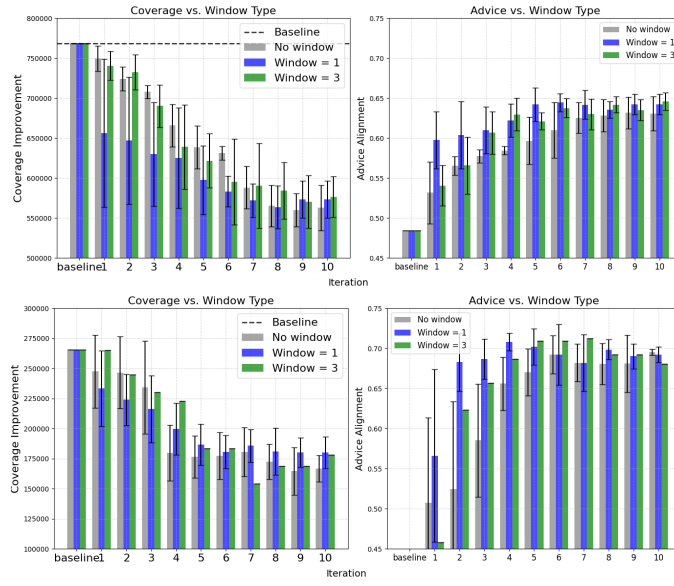 Coverage vs. Window Type
Advice vs. Window Type
800000
750000
700000
650000
600000
550000
500000
Coverage Improvement
Baseline
No window
Window = 1
Window = 3
baseline 1 2 3 4 5 6 7 8 9 10
0.75
0.70
0.65
0.60
0.55
0.50
0.45
Advice Alignment
No window
Window = 1
Window = 3
baseline 1 2 3 4 5 6 7 8 9 10
Iteration
Coverage vs. Window Type
Advice vs. Window Type
300000
275000
250000
225000
200000
175000
150000
125000
100000
Coverage Improvement
Baseline
No window
Window = 1
Window = 3
baseline 1 2 3 4 5 6 7 8 9 10
0.75
0.70
0.65
0.60
0.55
0.50
0.45
Advice Alignment
No window
Window = 1
Window = 3
baseline 1 2 3 4 5 6 7 8 9 10
Iteration